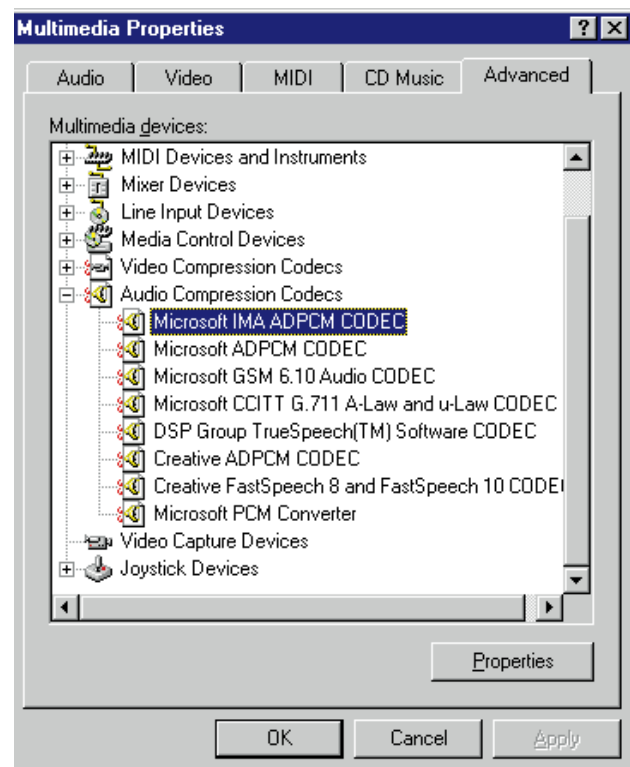 Multimedia Properties
Audio Video MIDI CD Music Advanced
Multimedia devices:
MIDI Devices and Instruments
Mixer Devices
Line Input Devices
Media Control Devices
Video Compression Codecs
Audio Compression Codecs
Microsoft IMA ADPCM CODEC
Microsoft ADPCM CODEC
Microsoft GSM 6.10 Audio CODEC
Microsoft CCITT G.711 A-Law and u-Law CODEC
DSP Group TrueSpeech(TM) Software CODEC
Creative ADPCM CODEC
Creative FastSpeech 8 and FastSpeech 10 CODE
Microsoft PCM Converter
Video Capture Devices
Joystick Devices
Properties
OK Cancel Apply